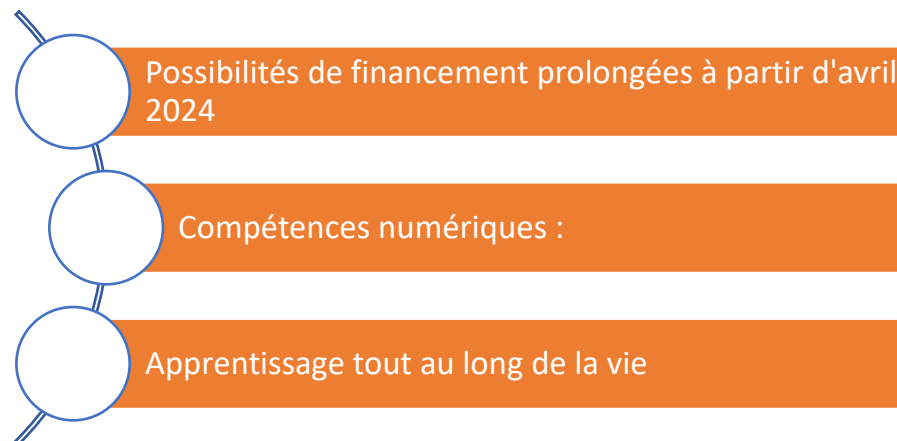 Possibilités de financement prolongées à partir d'avril
2024
Compétences numériques :
Apprentissage tout au long de la vie